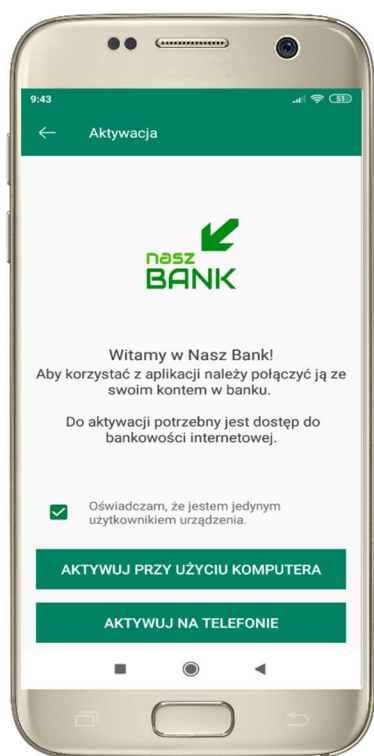 9:43
51
Aktywacja
nasz
BANK
Witamy w Nasz Bank!
Aby korzystać z aplikacji należy połączyć ją ze
swoim kontem w banku.
Do aktywacji potrzebny jest dostęp do
bankowości internetowej.
Oświadczam, że jestem jedynym
użytkownikiem urządzenia.
AKTYWUJ PRZY UŻYCIU KOMPUTERA
AKTYWUJ NA TELEFONIE